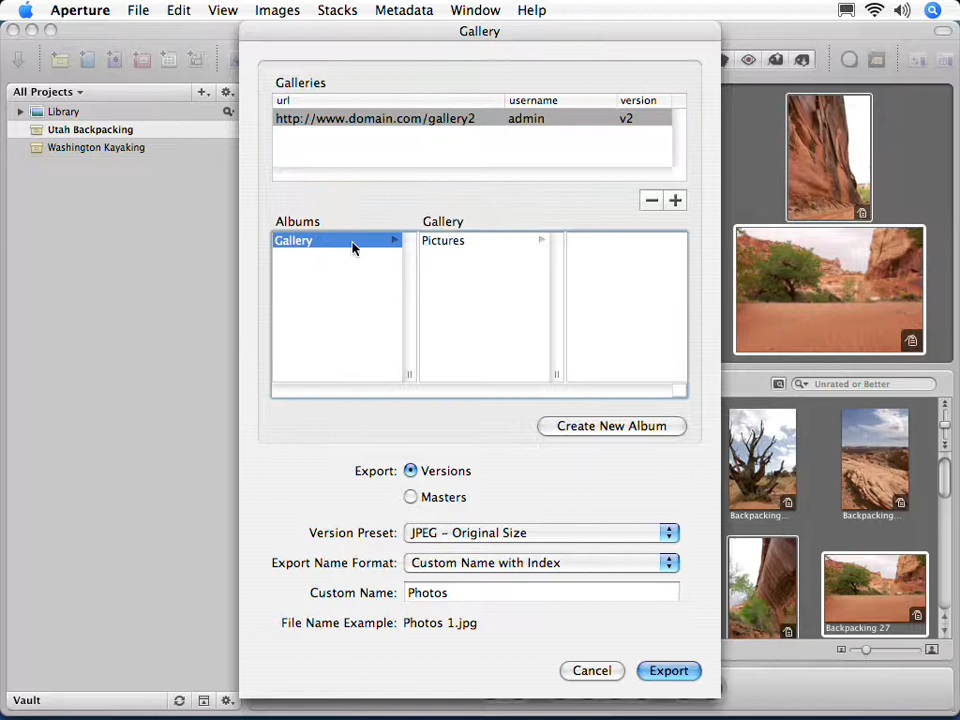 Aperture File Edit View Images Stacks Metadata Window Help
Gallery
All Projects
Library
Utah Backpacking
Washington Kayaking
Galleries
url username version
http://www.domain.com/gallery2 admin v2
Albums Gallery
Gallery Pictures
Create New Album
Export: Versions
Masters
Version Preset: JPEG – Original Size
Export Name Format: Custom Name with Index
Custom Name: Photos
File Name Example: Photos 1.jpg
Cancel Export
Unrated or Better
Backpacking... Backpacking...
Backpacking 27
Vault